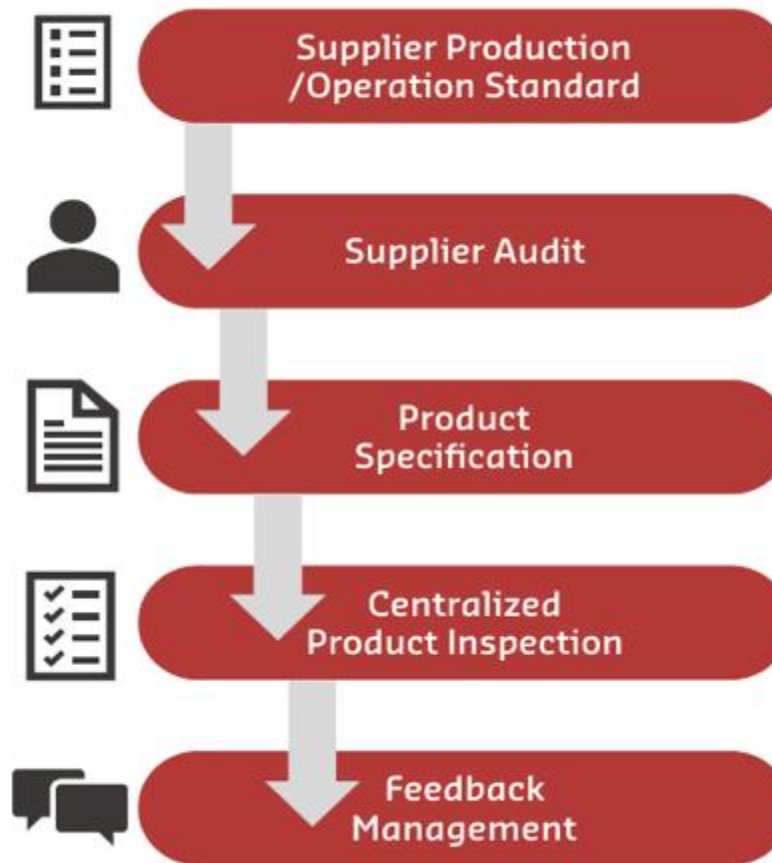 Supplier Production
/Operation Standard
Supplier Audit
Product
Specification
Centralized
Product Inspection
Feedback
Management